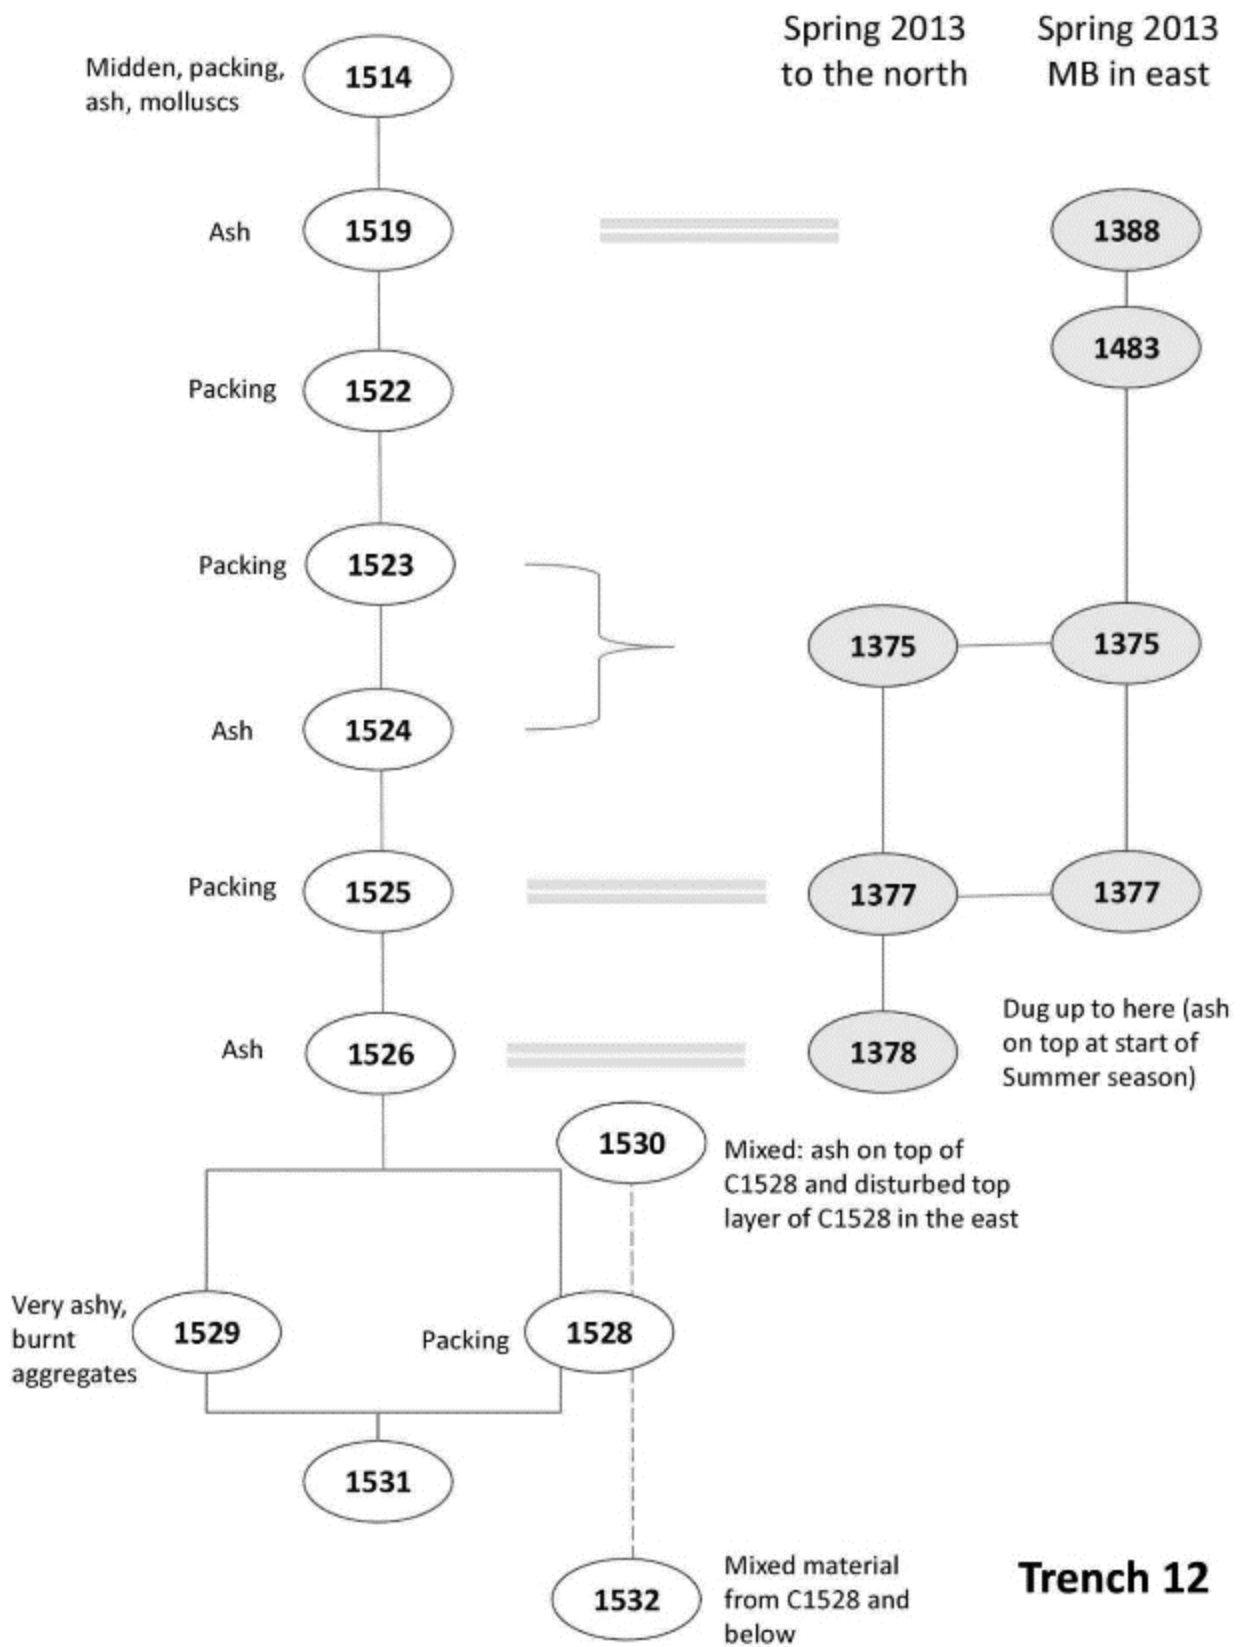 Spring 2013
to the north
Spring 2013
MB in east
Midden, packing,
ash, molluscs
1514
Ash
1519
1388
1483
Packing
1522
Packing
1523
1375
1375
Ash
1524
Packing
1525
1377
1377
Ash
1526
1378
Dug up to here (ash
on top at start of
Summer season)
1530
Mixed: ash on top of
C1528 and disturbed top
layer of C1528 in the east
Very ashy,
burnt
aggregates
1529
Packing
1528
1531
1532
Mixed material
from C1528 and
below
Trench 12